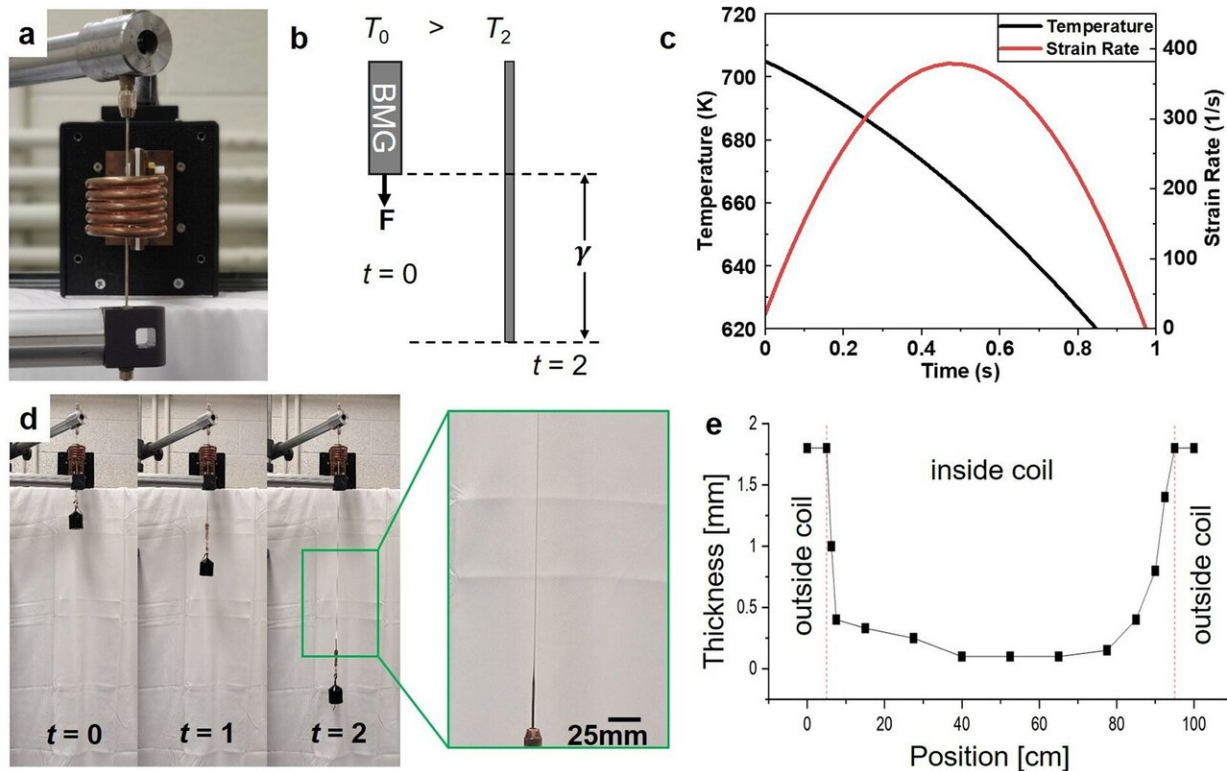 a
b
T₀ > T₂
BMG
F
t = 0
γ
t = 2
c
Temperature
Strain Rate
720
700
680
660
640
620
Temperature (K)
400
300
200
100
0
Strain Rate (1/s)
0 0.2 0.4 0.6 0.8 1
Time (s)
d
t = 0
t = 1
t = 2
25mm
e
2
1.5
1
0.5
0
Thickness [mm]
outside coil
inside coil
outside coil
0 20 40 60 80 100
Position [cm]